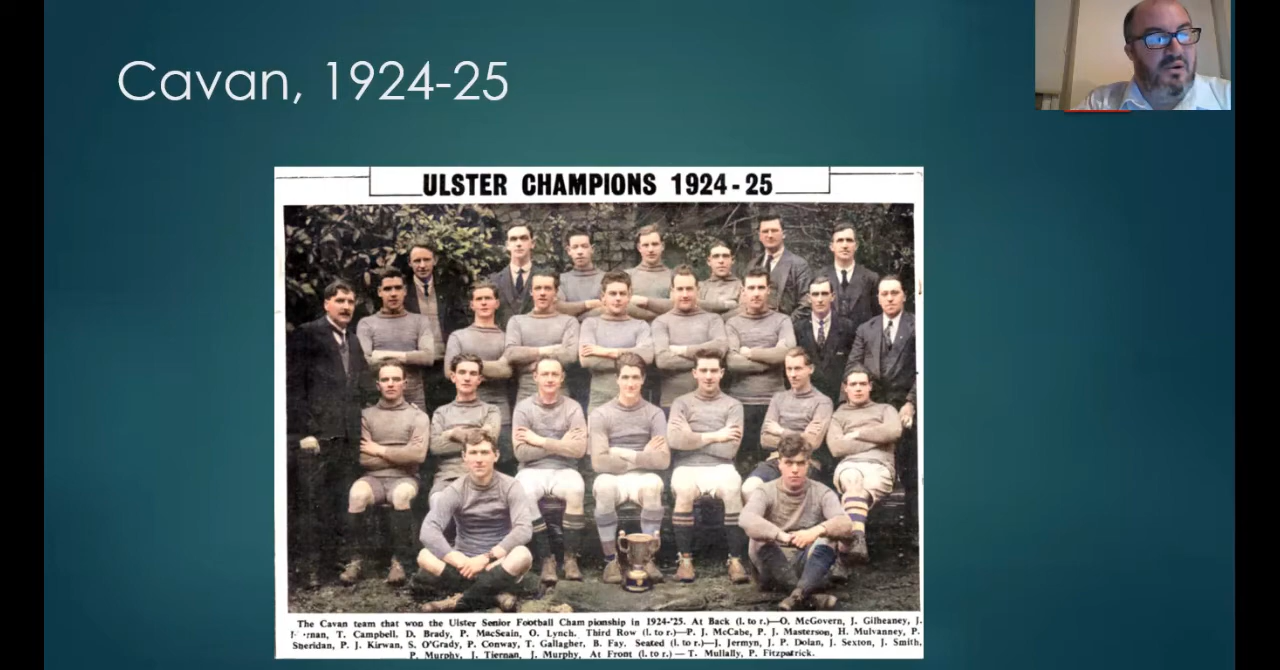 Cavan, 1924-25
ULSTER CHAMPIONS 1924-25
The Cavan team that won the Ulster Senior Football Championship in 1924-'25. At Back (l. to r.)—O. McGovern, J. Gilheaney, J.
T. Campbell, D. Brady, P. MacSeain, O. Lynch. Third Row (l. to r.)—P. J. McCabe, P. J. Masterson, H. Mulvanney, P.
Sheridan, P. J. Kirwan, S. O'Grady, P. Conway, T. Gallagher, B. Fay. Seated (l. to r.)—J. Jermyn, J. P. Dolan, J. Sexton, J. Smith,
P. Murphy, J. Tiernan, J. Murphy, At Front (l. to r.) — T. Mullally, P. Fitzpatrick.